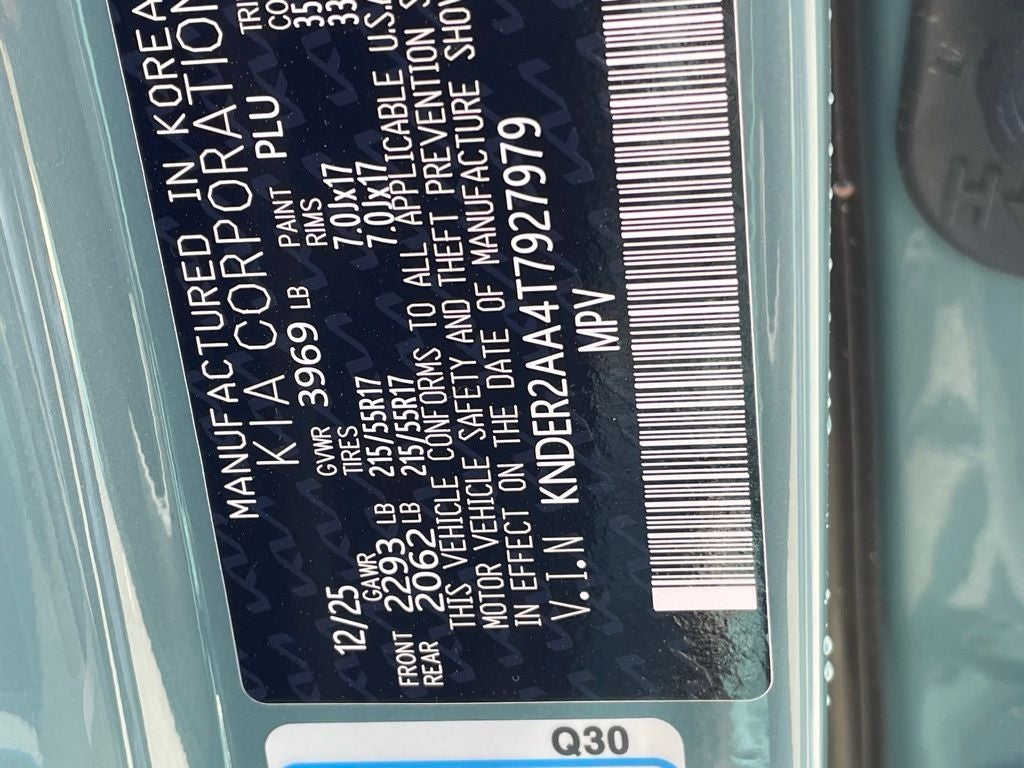 MANUFACTURED IN KOREA
KIA CORPORATION
12/25 GVWR 3969 LB PAINT PLU
GAWR TIRES RIMS
FRONT 2293 LB 215/55R17 7.0Jx17
REAR 2062 LB 215/55R17 7.0Jx17
THIS VEHICLE CONFORMS TO ALL APPLICABLE U.S.A
MOTOR VEHICLE SAFETY AND THEFT PREVENTION
IN EFFECT ON THE DATE OF MANUFACTURE
V.I.N KNDER2AA4T7927979
MPV
Q30